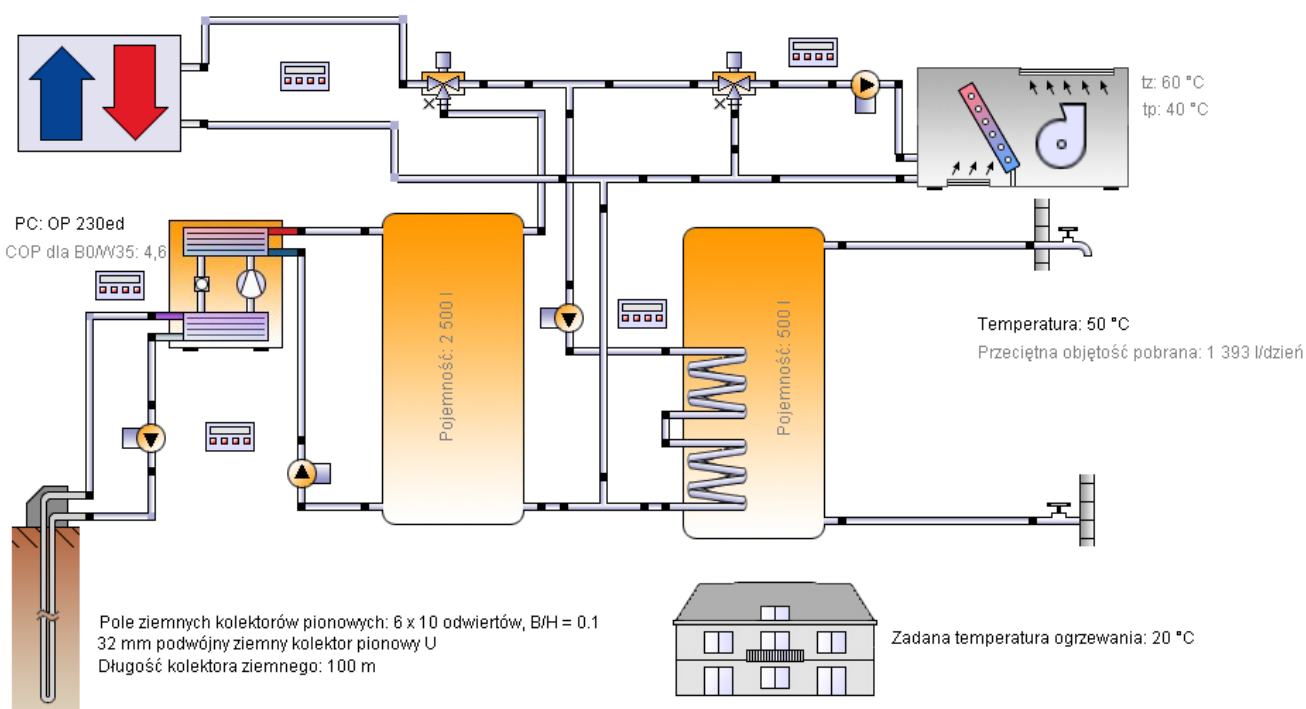 tz: 60 °C
tp: 40 °C
PC: OP 230ed
COP dla B0/W35: 4,6
Pojemność: 2 500 l
Pojemność: 500 l
Temperatura: 50 °C
Przeciętna objętość pobrana: 1 393 l/dzień
Pole ziemnych kolektorów pionowych: 6 x 10 odwiertów, B/H = 0.1
32 mm podwójny ziemny kolektor pionowy U
Długość kolektora ziemnego: 100 m
Zadana temperatura ogrzewania: 20 °C